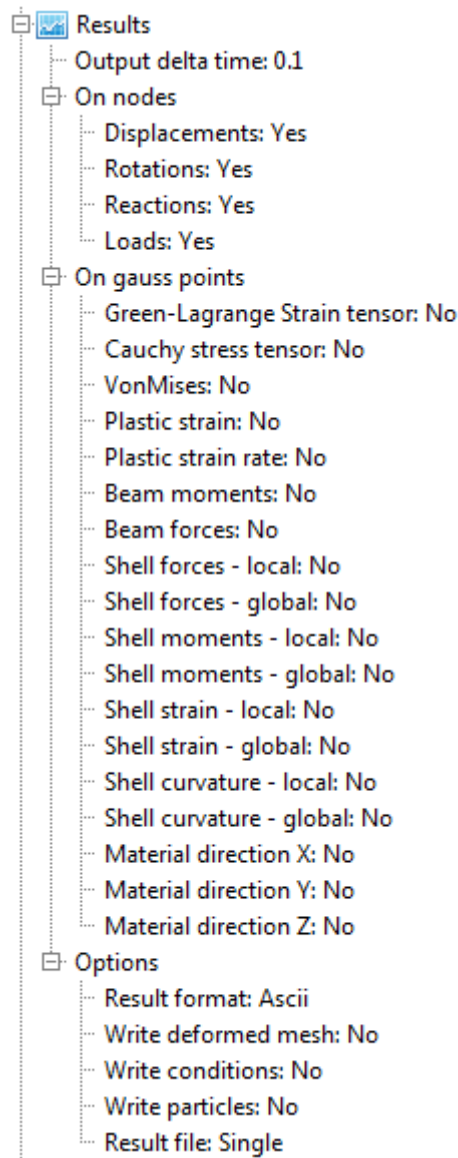 Results
Output delta time: 0.1
On nodes
Displacements: Yes
Rotations: Yes
Reactions: Yes
Loads: Yes
On gauss points
Green-Lagrange Strain tensor: No
Cauchy stress tensor: No
VonMises: No
Plastic strain: No
Plastic strain rate: No
Beam moments: No
Beam forces: No
Shell forces - local: No
Shell forces - global: No
Shell moments - local: No
Shell moments - global: No
Shell strain - local: No
Shell strain - global: No
Shell curvature - local: No
Shell curvature - global: No
Material direction X: No
Material direction Y: No
Material direction Z: No
Options
Result format: Ascii
Write deformed mesh: No
Write conditions: No
Write particles: No
Result file: Single